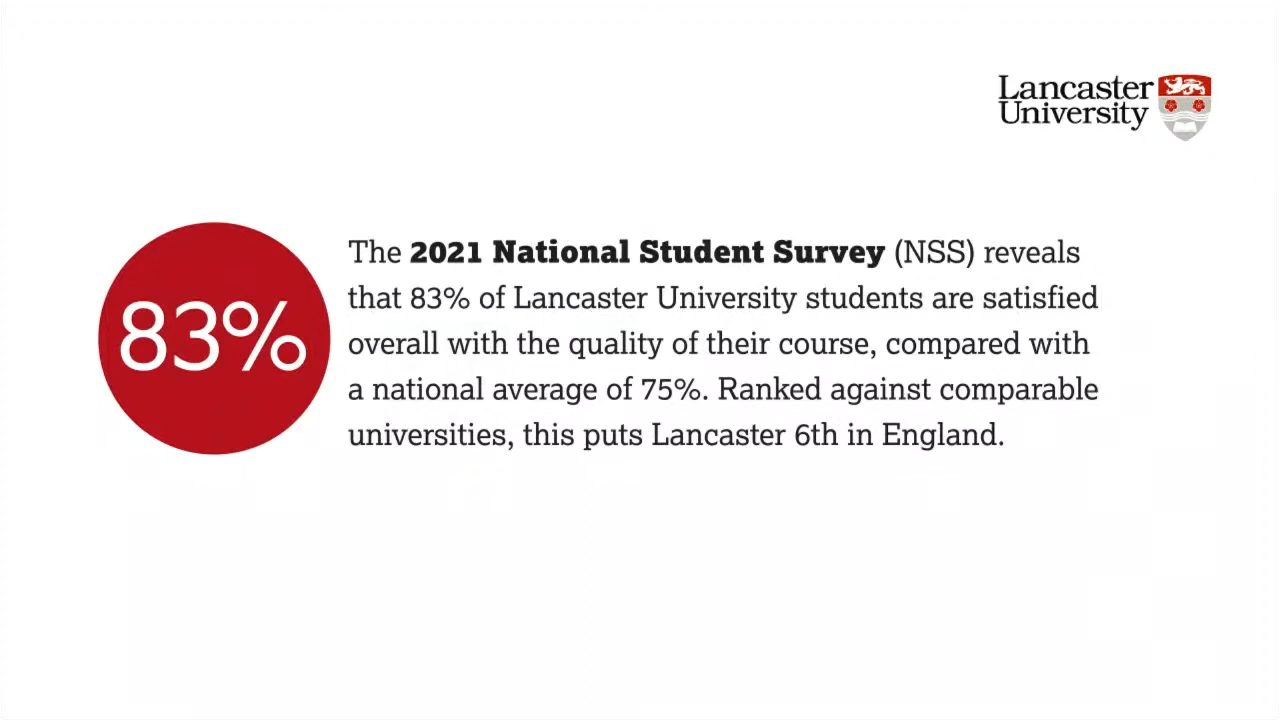 Lancaster
University
83%
The 2021 National Student Survey (NSS) reveals
that 83% of Lancaster University students are satisfied
overall with the quality of their course, compared with
a national average of 75%. Ranked against comparable
universities, this puts Lancaster 6th in England.